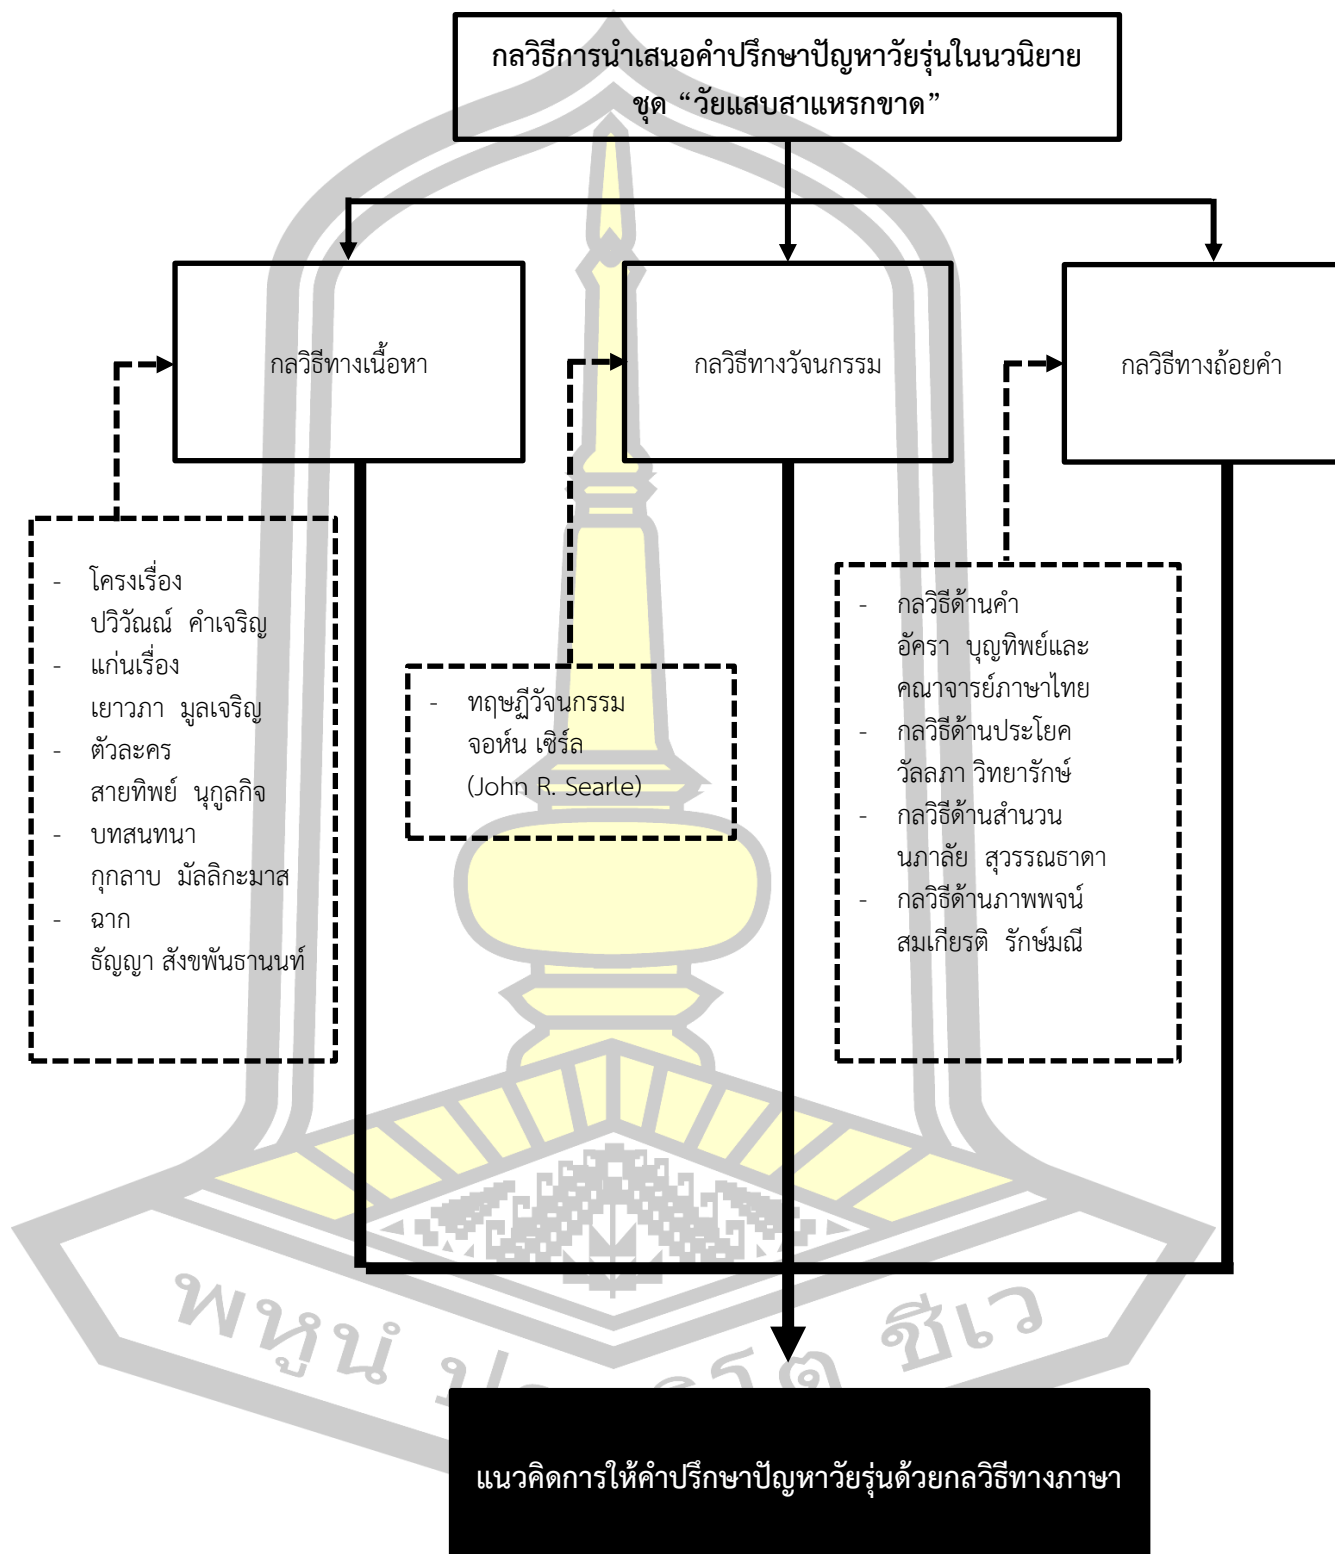 กลวิธีการนำเสนอคำปรึกษาปัญหาวัยรุ่นในนวนิยาย
ชุด “วัยแสบสาแหรกขาด”
กลวิธีทางเนื้อหา
กลวิธีทางวัจนกรรม
กลวิธีทางถ้อยคำ
- โครงเรื่อง
ปวิวัณณ์ คำเจริญ
- แก่นเรื่อง
เยาวภา มูลเจริญ
- ตัวละคร
สายทิพย์ นุกูลกิจ
- บทสนทนา
กุกลาบ มัลลิกะมาส
- ฉาก
ธัญญา สังขพันธานนท์
- ทฤษฎีวัจนกรรม
จอห์น เซิร์ล
(John R. Searle)
- กลวิธีด้านคำ
อัครา บุญทิพย์และ
คณาจารย์ภาษาไทย
- กลวิธีด้านประโยค
วัลลภา วิทยารักษ์
- กลวิธีด้านสำนวน
นภาลัย สุวรรณธาดา
- กลวิธีด้านภาพพจน์
สมเกียรติ รักษ์มณี
พหูนํ ชีเว
แนวคิดการให้คำปรึกษาปัญหาวัยรุ่นด้วยกลวิธีทางภาษา